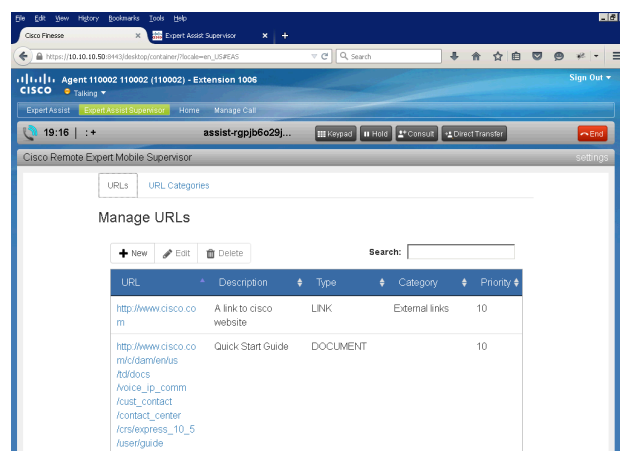 File Edit View History Bookmarks Tools Help
Cisco Finesse × Expert Assist Supervisor × +
https://10.10.10.50:8443/desktop/container/?locale=en_US#EAS Search
CISCO Agent 110002 110002 (110002) - Extension 1006 Sign Out
Talking
Expert Assist Expert Assist Supervisor Home Manage Call
19:16 | : + assist-rgpjb6o29j... Keypad Hold Consult Direct Transfer End
Cisco Remote Expert Mobile Supervisor settings
URLs URL Categories
Manage URLs
New Edit Delete Search:
URL Description Type Category Priority
http://www.cisco.co A link to cisco LINK External links 10
m website
http://www.cisco.co Quick Start Guide DOCUMENT 10
m/c/dam/en/us
/td/docs
/voice_ip_comm
/cust_contact
/contact_center
/crs/express_10_5
/user/guide